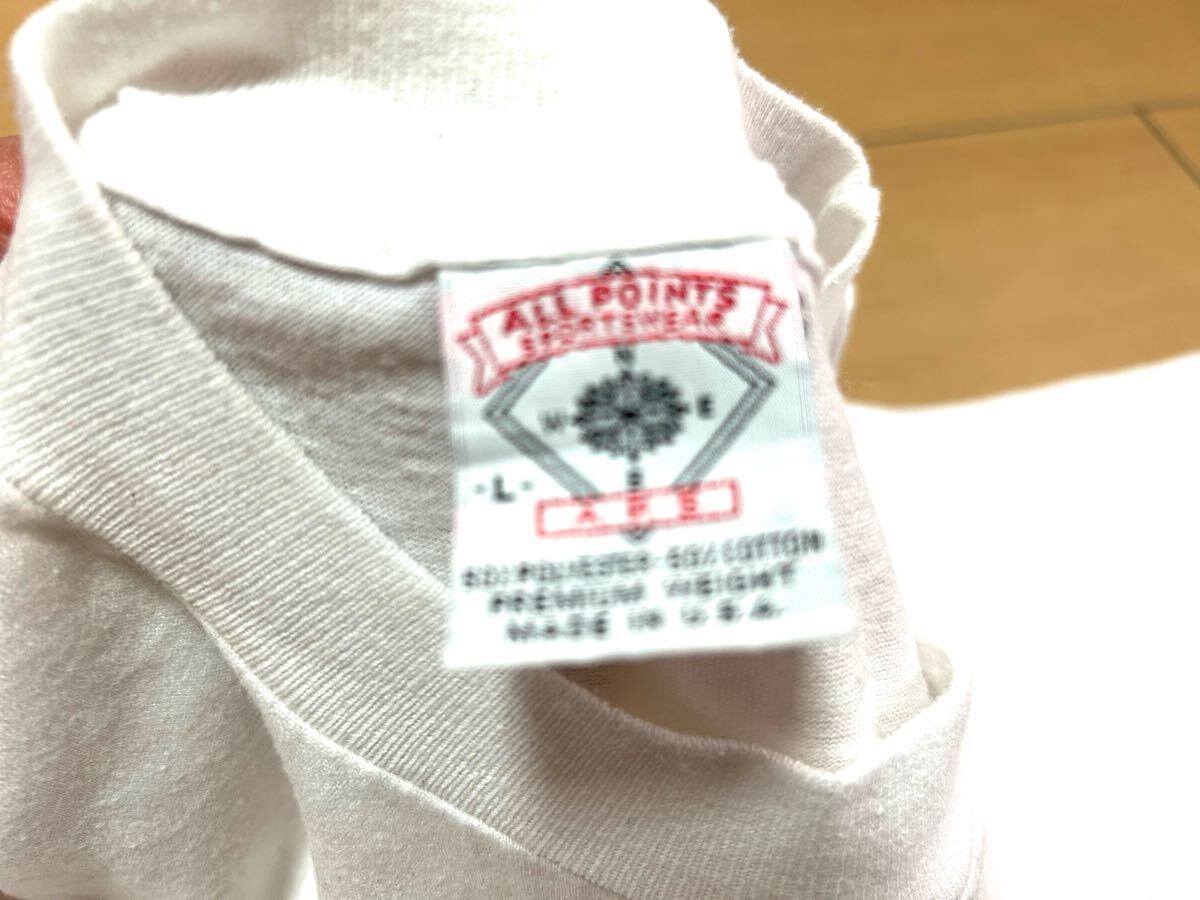 ALL POINTS
SPORTSWEAR
N
W E
S
- L -
A P S
50% POLYESTER 50% COTTON
PREMIUM WEIGHT
MADE IN U.S.A.